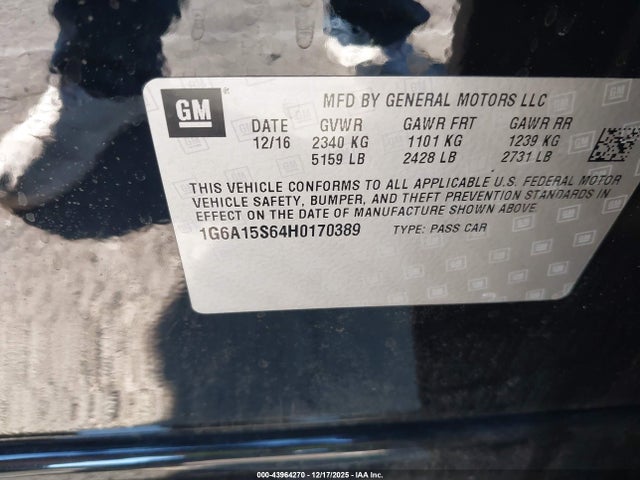 GM
MFD BY GENERAL MOTORS LLC
DATE GVWR GAWR FRT GAWR RR
12/16 2340 KG 1101 KG 1239 KG
5159 LB 2428 LB 2731 LB
THIS VEHICLE CONFORMS TO ALL APPLICABLE U.S. FEDERAL MOTOR
VEHICLE SAFETY, BUMPER, AND THEFT PREVENTION STANDARDS IN
EFFECT ON THE DATE OF MANUFACTURE SHOWN ABOVE.
1G6A15S64H0170389 TYPE: PASS CAR
©2000-43964270 — 12/17/2025 — IAA Inc.